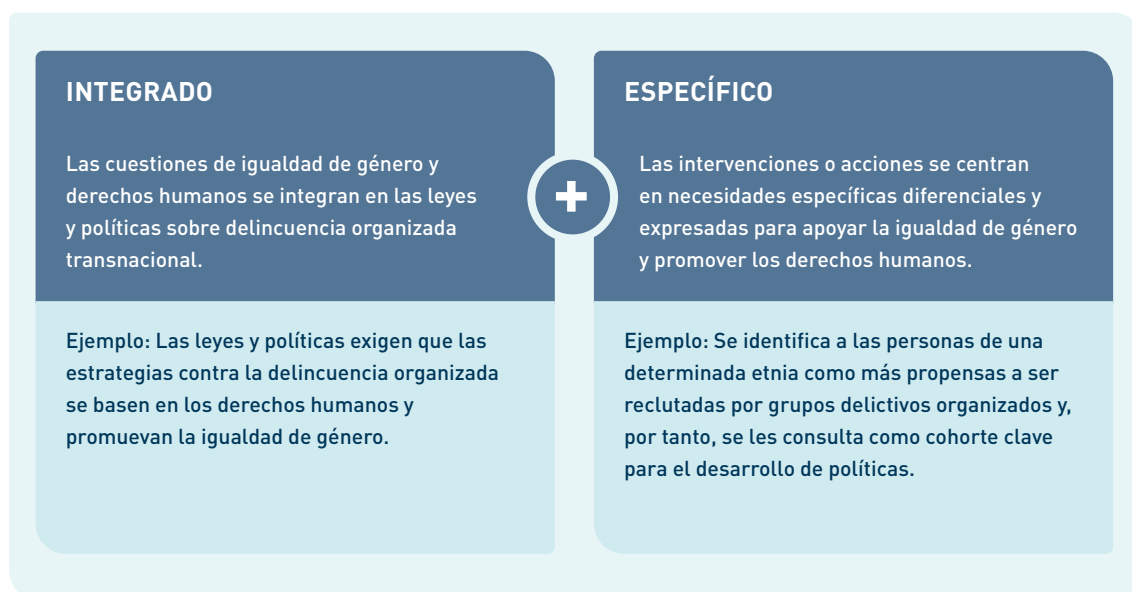 INTEGRADO
Las cuestiones de igualdad de género y
derechos humanos se integran en las leyes
y políticas sobre delincuencia organizada
transnacional.
Ejemplo: Las leyes y políticas exigen que las
estrategias contra la delincuencia organizada
se basen en los derechos humanos y
promuevan la igualdad de género.
+
ESPECÍFICO
Las intervenciones o acciones se centran
en necesidades específicas diferenciales y
expresadas para apoyar la igualdad de género
y promover los derechos humanos.
Ejemplo: Se identifica a las personas de una
determinada etnia como más propensas a ser
reclutadas por grupos delictivos organizados y,
por tanto, se les consulta como cohorte clave
para el desarrollo de políticas.